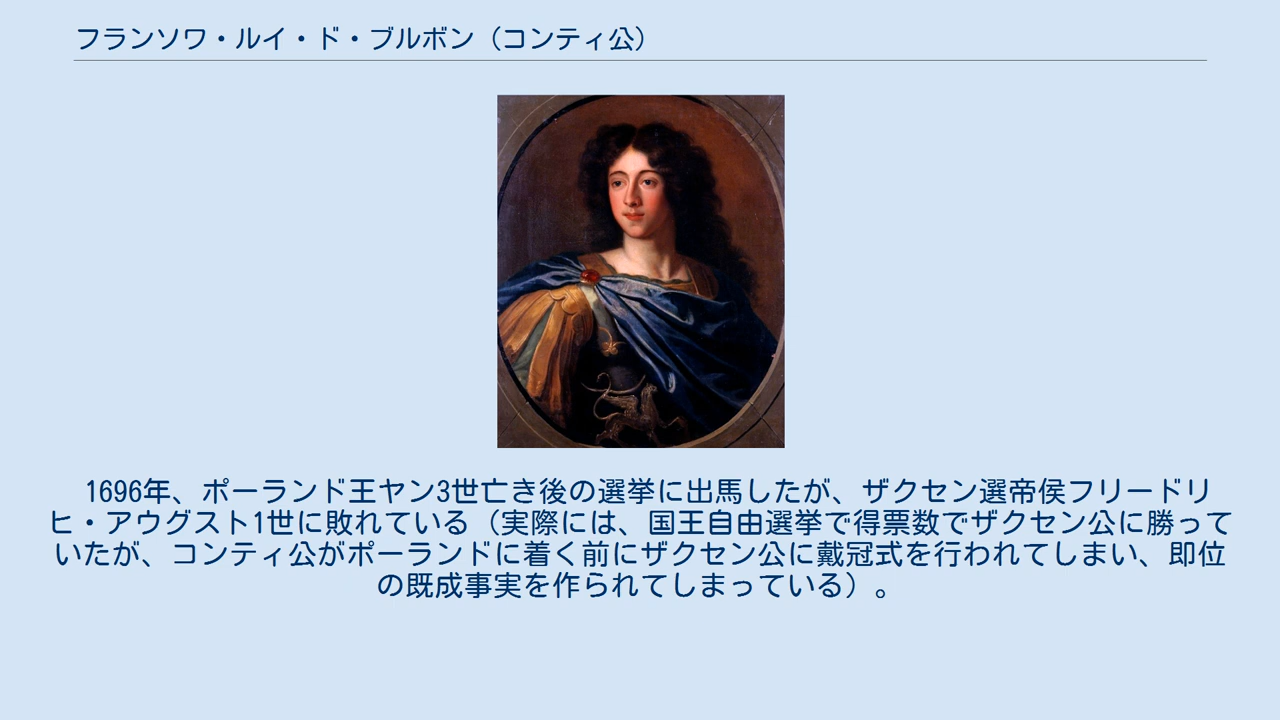 フランソワ・ルイ・ド・ブルボン（コンティ公）
1696年、ポーランド王ヤン3世亡き後の選挙に出馬したが、ザクセン選帝侯フリードリ
ヒ・アウグスト1世に敗れている（実際には、国王自由選挙で得票数でザクセン公に勝って
いたが、コンティ公がポーランドに着く前にザクセン公に戴冠式を行われてしまい、即位
の既成事実を作られてしまっている）。